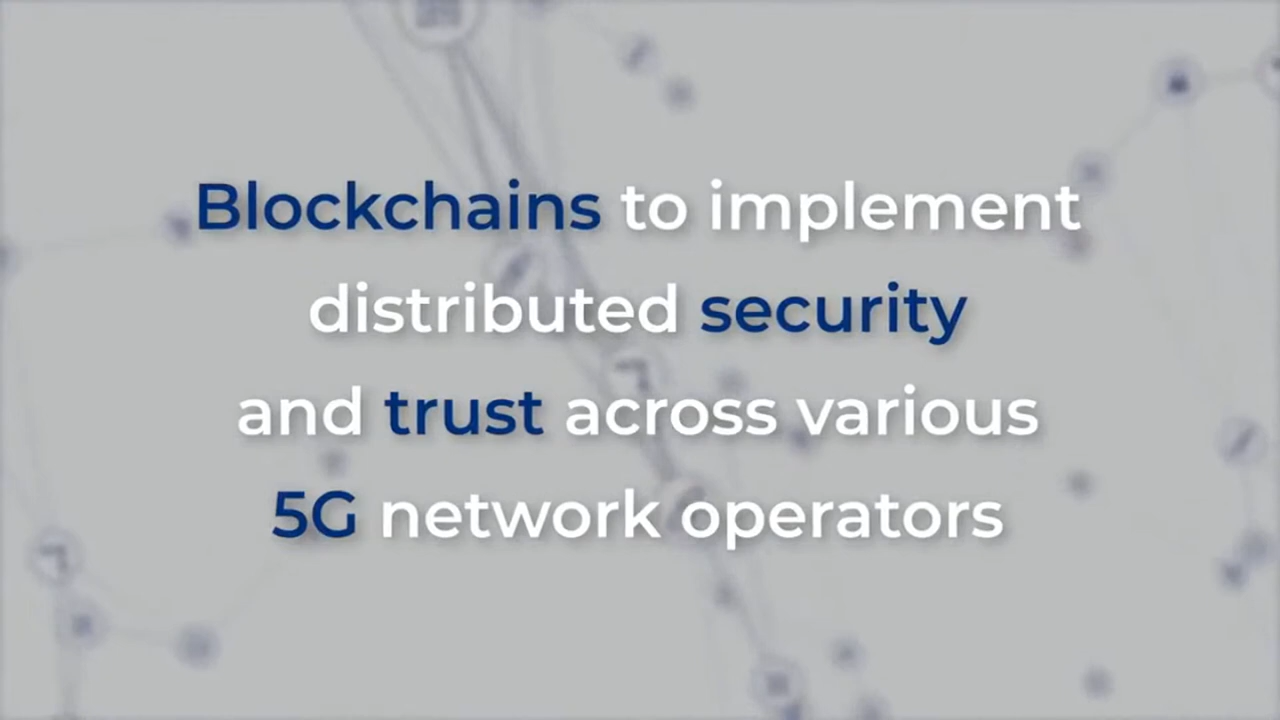 Blockchains to implement
distributed security
and trust across various
5G network operators